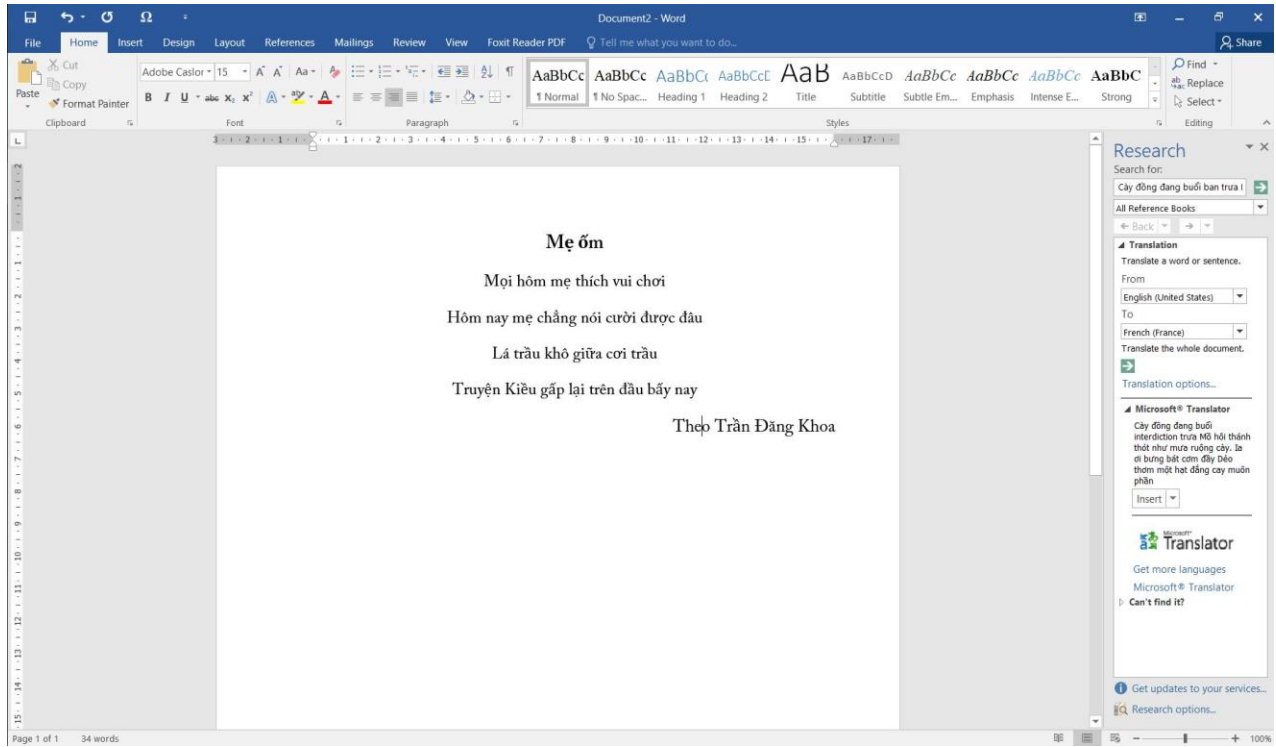 Document2 - Word
File Home Insert Design Layout References Mailings Review View Foxit Reader PDF Tell me what you want to do... Share
Paste Cut
Copy
Format Painter
Adobe Caslor 15
AaBbCc AaBbCc AaBbC AaBbCcE AaB AaBbCcD AaBbCc AaBbCc AaBbCc AaBbC
¶ Normal ¶ No Spac... Heading 1 Heading 2 Title Subtitle Subtle Em... Emphasis Intense E... Strong
Find
Replace
Select
Clipboard Font Paragraph Styles Editing
Mẹ ốm
Mọi hôm mẹ thích vui chơi
Hôm nay mẹ chẳng nói cười được đâu
Lá trầu khô giữa cơi trầu
Truyện Kiều gấp lại trên đầu bấy nay
Theo Trần Đăng Khoa
Research
Search for:
Cày đồng đang buổi ban trưa
All Reference Books
Back
Translation
Translate a word or sentence.
From
English (United States)
To
French (France)
Translate the whole document.
Translation options...
Microsoft® Translator
Cày đồng đang buổi
interdiction trưa Mồ hôi thánh
thót như mưa ruộng cày. Ia
ơi bưng bát cơm đầy Dẻo
thơm một hạt đắng cay muôn
phần
Insert
Microsoft®
Translator
Get more languages
Microsoft® Translator
Can't find it?
Get updates to your services...
Research options...
Page 1 of 1 34 words 100%